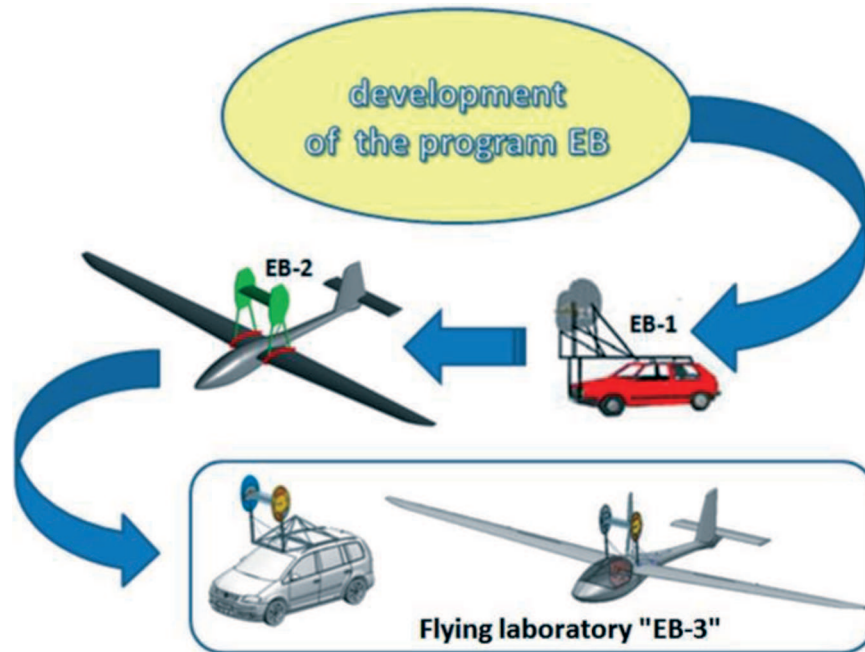 development
of the program EB
EB-2
EB-1
Flying laboratory "EB-3"